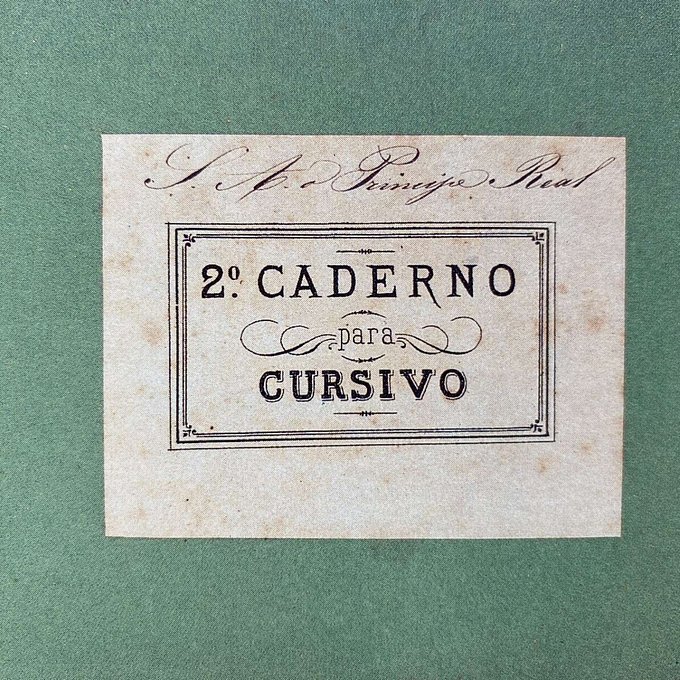 S. A. o Principe Real
2º. CADERNO
para
CURSIVO